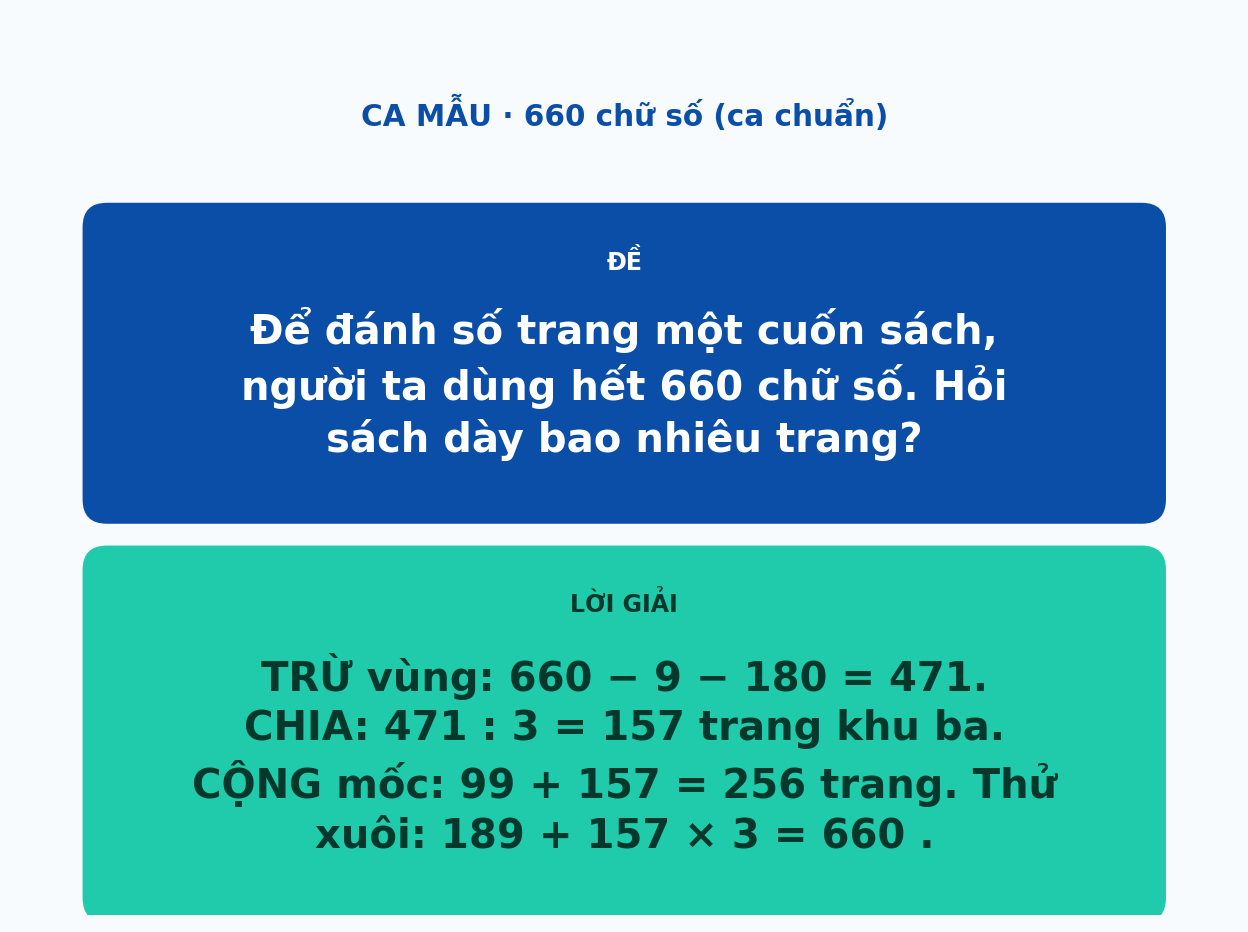 CA MẪU · 660 chữ số (ca chuẩn)
ĐỀ
Để đánh số trang một cuốn sách,
người ta dùng hết 660 chữ số. Hỏi
sách dày bao nhiêu trang?
LỜI GIẢI
TRỪ vùng: 660 − 9 − 180 = 471.
CHIA: 471 : 3 = 157 trang khu ba.
CỘNG mốc: 99 + 157 = 256 trang. Thử
xuôi: 189 + 157 × 3 = 660 .